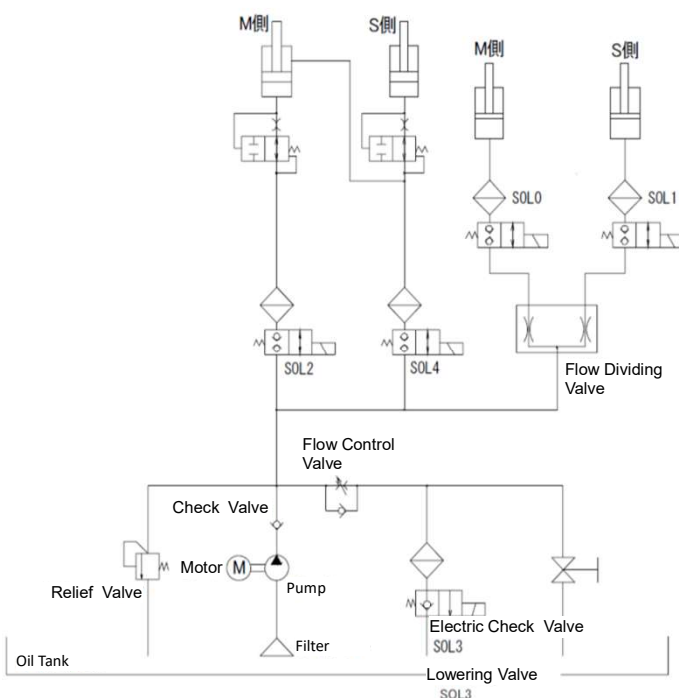 M側
S側
M側
S側
SOL0
SOL1
SOL2
SOL4
Flow Dividing
Valve
Flow Control
Valve
Check Valve
Motor
M
Pump
Relief Valve
Filter
Electric Check Valve
SOL3
Oil Tank
Lowering Valve
SOL3